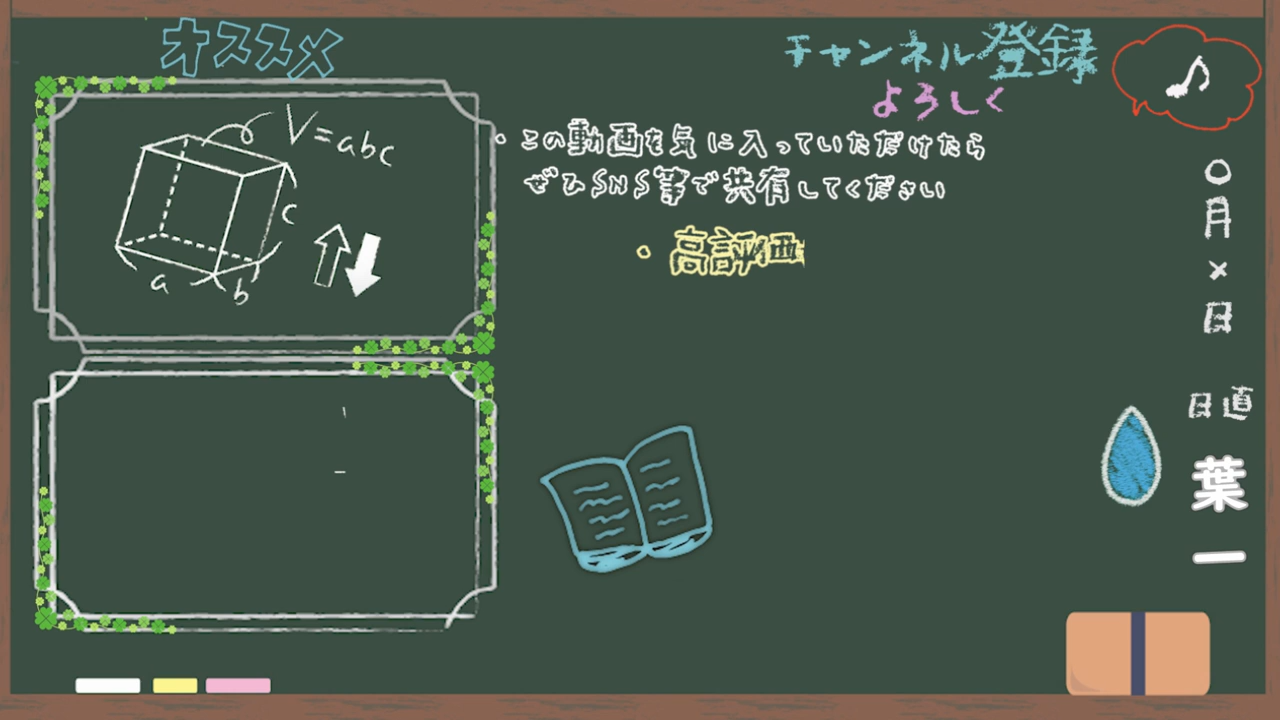 オススメ
チャンネル登録
よろしく
V=abc
c
a
b
・この動画を気に入っていただけたら
ぜひSNS等で共有してください
・高評価
○月×日
日直
葉一